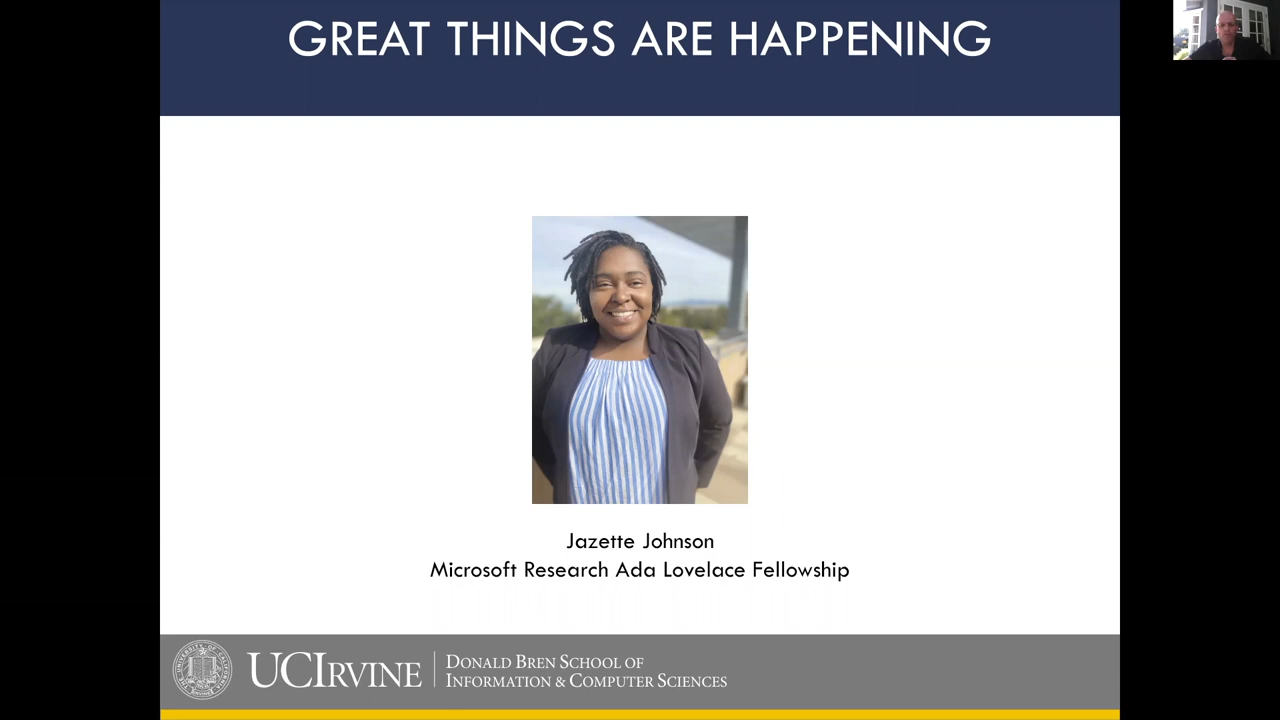 GREAT THINGS ARE HAPPENING
Jazette Johnson
Microsoft Research Ada Lovelace Fellowship
UCIRVINE
DONALD BREN SCHOOL OF
INFORMATION & COMPUTER SCIENCES